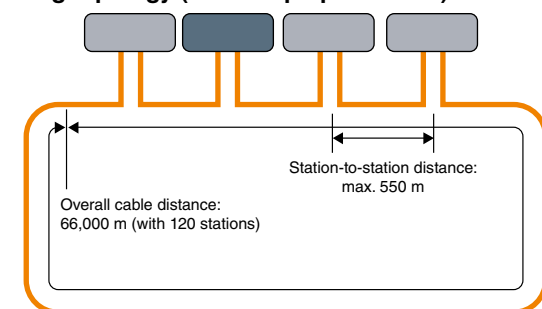 Station-to-station distance:
max. 550 m
Overall cable distance:
66,000 m (with 120 stations)